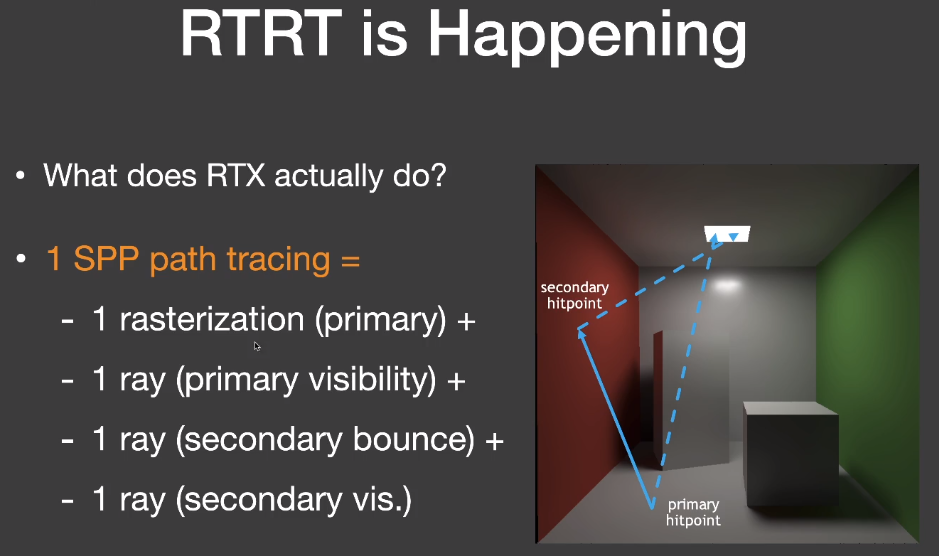 RTRT is Happening
• What does RTX actually do?
• 1 SPP path tracing =
- 1 rasterization (primary) +
- 1 ray (primary visibility) +
- 1 ray (secondary bounce) +
- 1 ray (secondary vis.)
secondary
hitpoint
primary
hitpoint